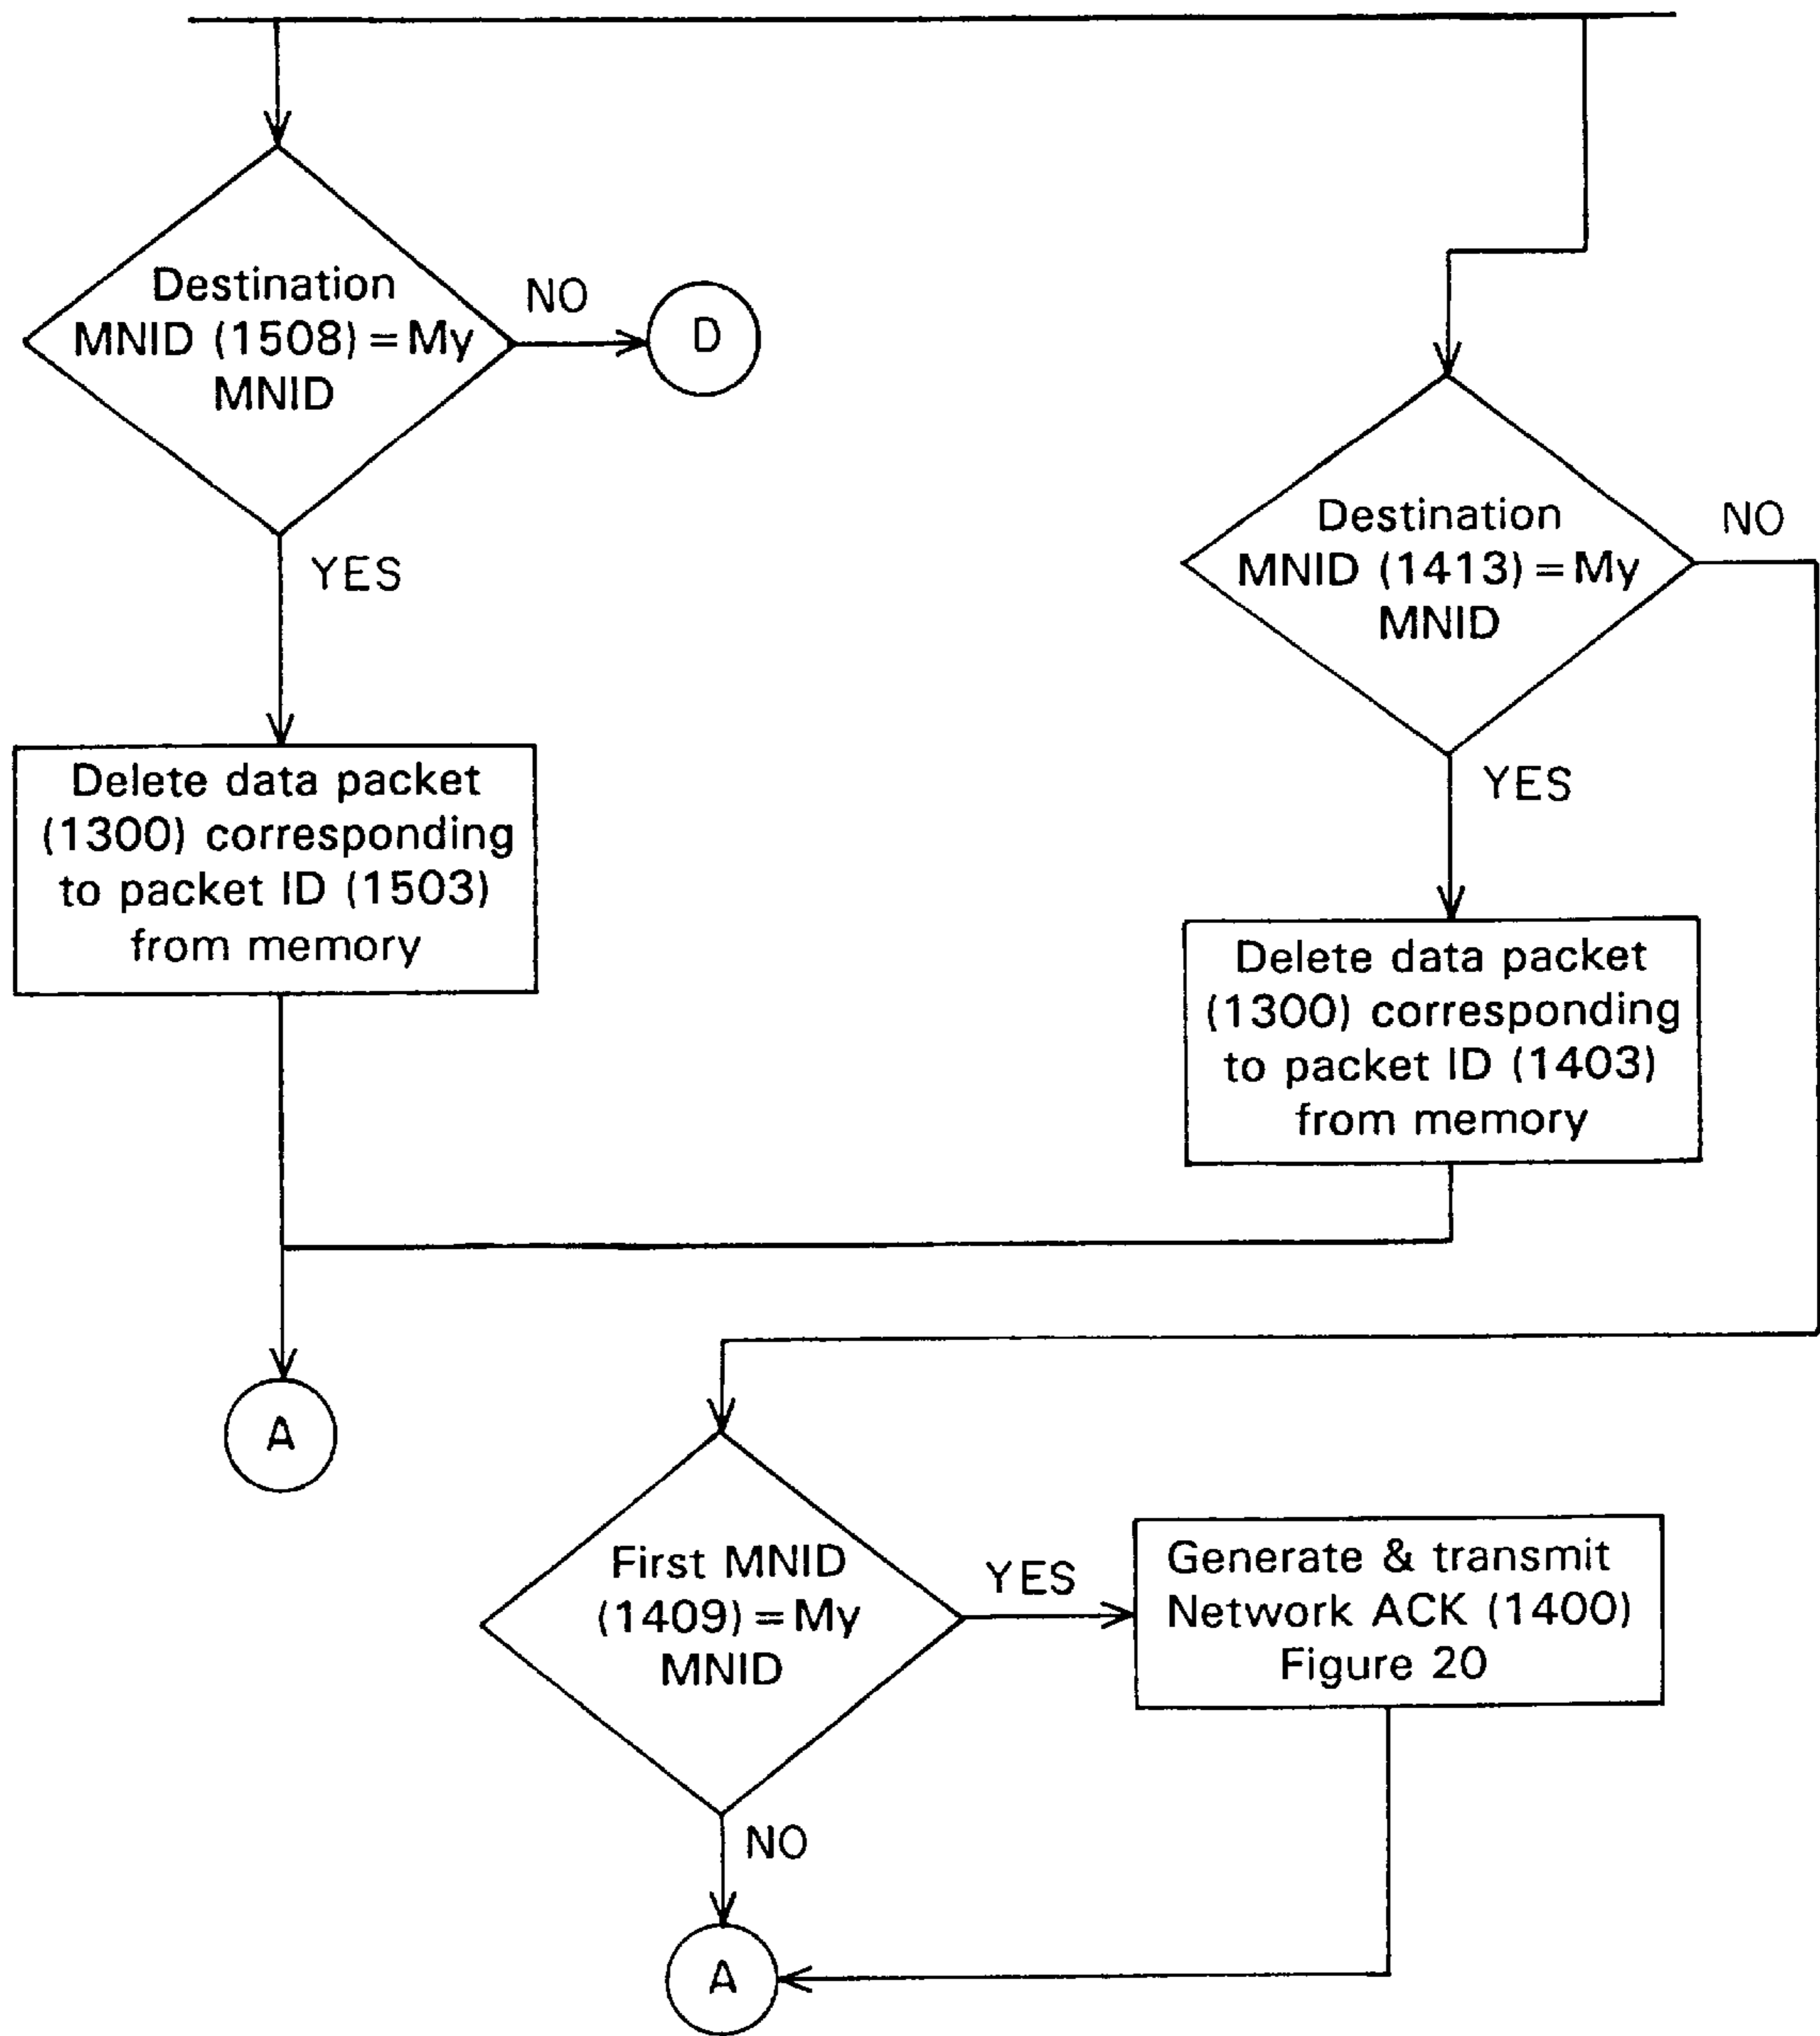 Destination
MNID (1508) = My
MNID
NO
D
YES
Delete data packet
(1300) corresponding
to packet ID (1503)
from memory
Destination
MNID (1413) = My
MNID
NO
YES
Delete data packet
(1300) corresponding
to packet ID (1403)
from memory
A
First MNID
(1409) = My
MNID
YES
Generate & transmit
Network ACK (1400)
Figure 20
NO
A